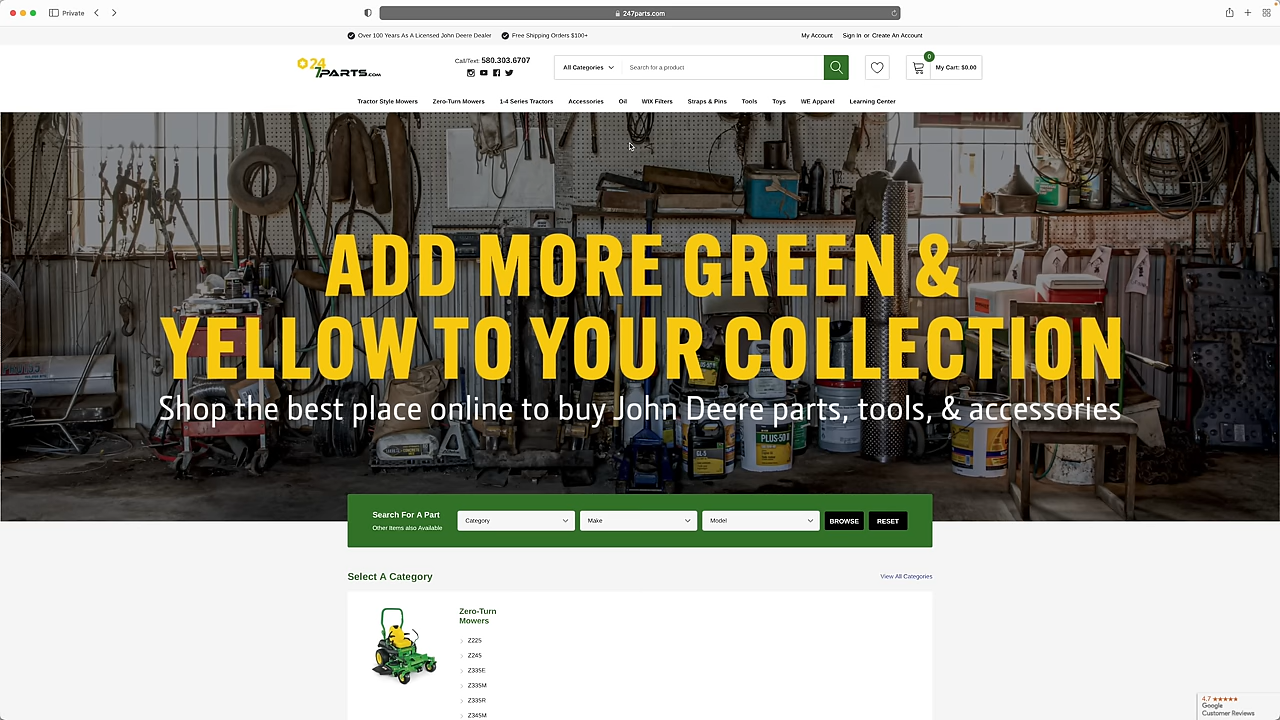 Private
247parts.com
Over 100 Years As A Licensed John Deere Dealer
Free Shipping Orders $100+
My Account
Sign In or Create An Account
24
7PARTS.COM
Call/Text: 580.303.6707
All Categories
Search for a product
0
My Cart: $0.00
Tractor Style Mowers
Zero-Turn Mowers
1-4 Series Tractors
Accessories
Oil
WIX Filters
Straps & Pins
Tools
Toys
WE Apparel
Learning Center
ADD MORE GREEN &
YELLOW TO YOUR COLLECTION
Shop the best place online to buy John Deere parts, tools, & accessories
GL-5
PLUS-50 II
Search For A Part
Other Items also Available
Category
Make
Model
BROWSE
RESET
Select A Category
View All Categories
Zero-Turn
Mowers
Z225
Z245
Z335E
Z335M
Z335R
Z345M
4.7 ★★★★★
Google
Customer Reviews